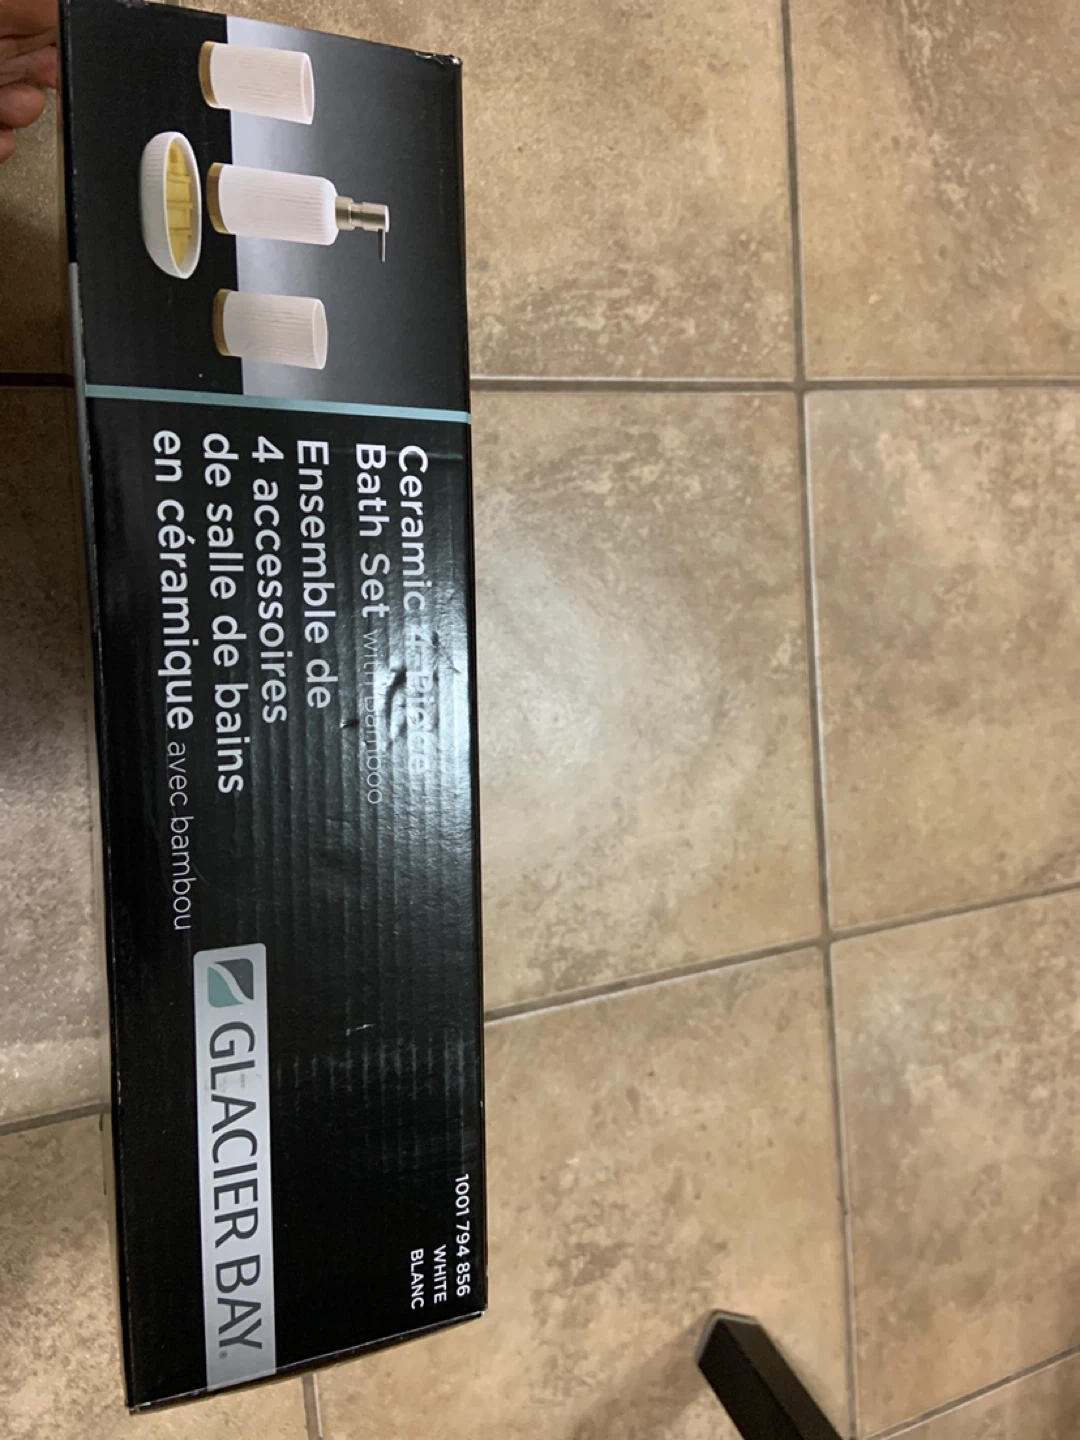 Ceramic 4-Piece
Bath Set with bamboo
Ensemble de
4 accessoires
de salle de bains
en céramique avec bambou
GLACIER BAY®
1001 794 856
WHITE
BLANC